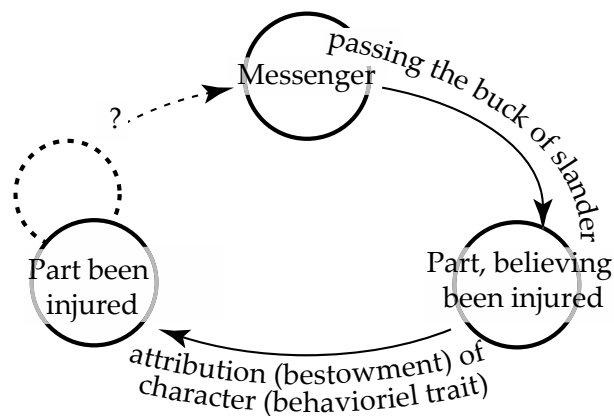 passing the buck of slander
Messenger
?
Part been
injured
Part, believing
been injured
attribution (bestowment) of
character (behavioriel trait)